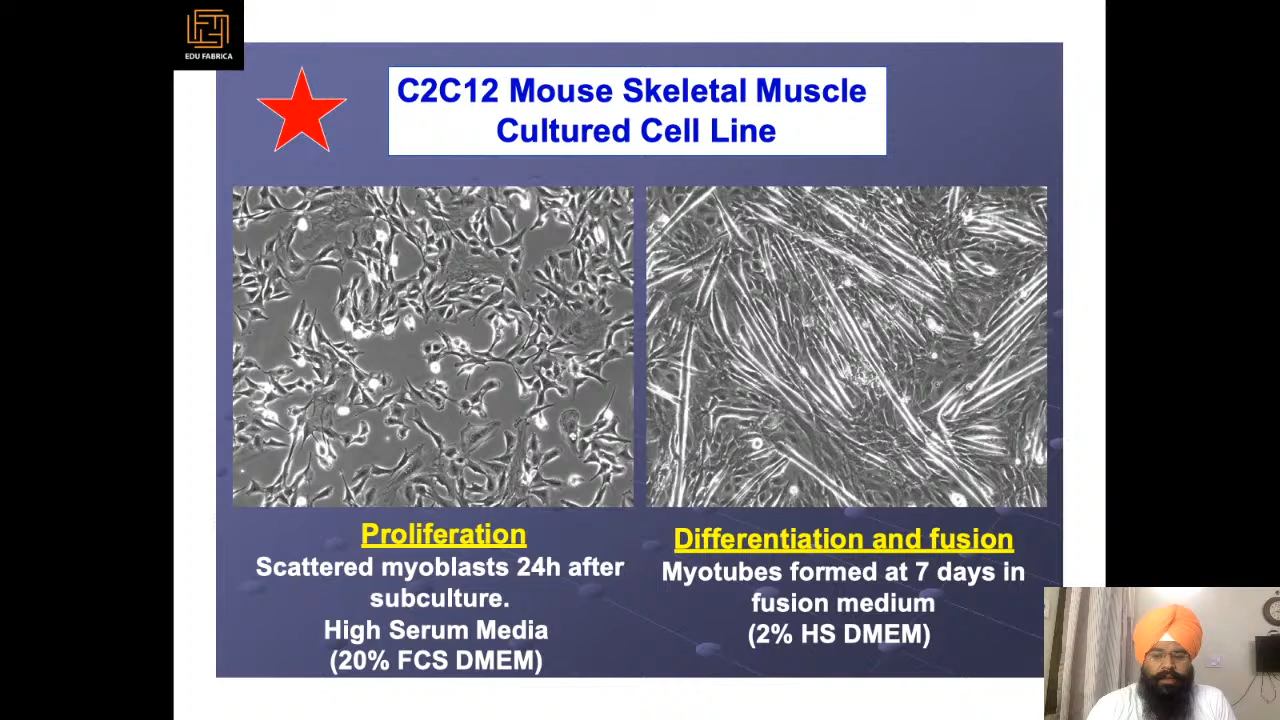 EDU FABRICA
C2C12 Mouse Skeletal Muscle
Cultured Cell Line
Proliferation
Scattered myoblasts 24h after
subculture.
High Serum Media
(20% FCS DMEM)
Differentiation and fusion
Myotubes formed at 7 days in
fusion medium
(2% HS DMEM)